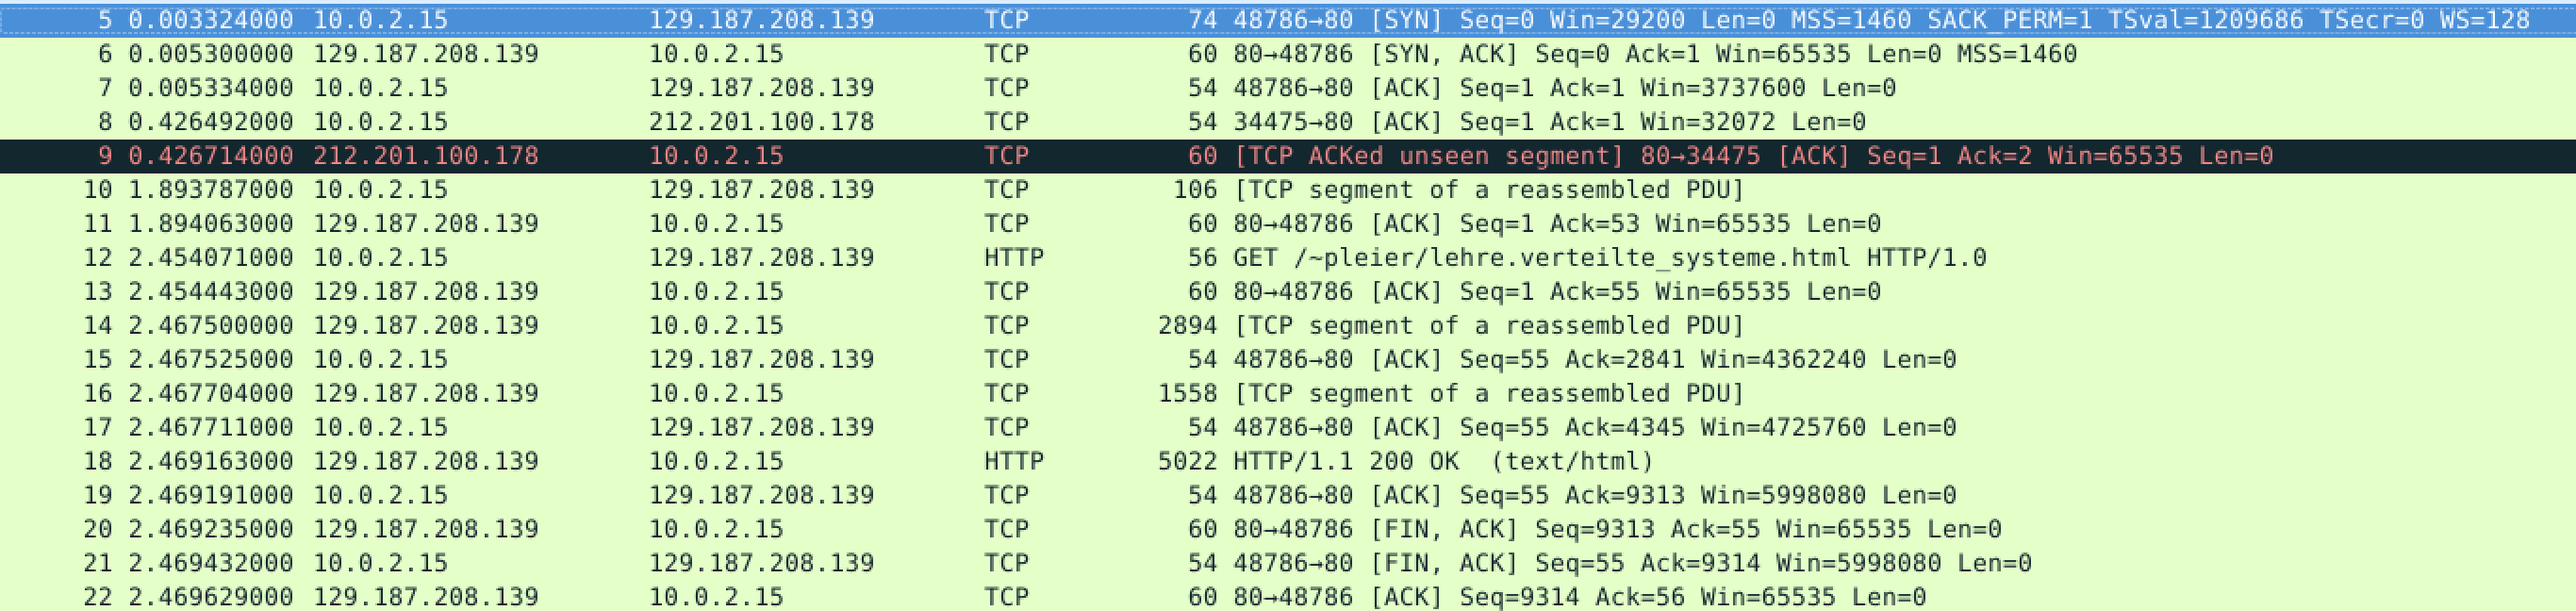 5 0.003324000 10.0.2.15 129.187.208.139 TCP 74 48786→80 [SYN] Seq=0 Win=29200 Len=0 MSS=1460 SACK_PERM=1 TSval=1209686 TSecr=0 WS=128
6 0.005300000 129.187.208.139 10.0.2.15 TCP 60 80→48786 [SYN, ACK] Seq=0 Ack=1 Win=65535 Len=0 MSS=1460
7 0.005334000 10.0.2.15 129.187.208.139 TCP 54 48786→80 [ACK] Seq=1 Ack=1 Win=3737600 Len=0
8 0.426492000 10.0.2.15 212.201.100.178 TCP 54 34475→80 [ACK] Seq=1 Ack=1 Win=32072 Len=0
9 0.426714000 212.201.100.178 10.0.2.15 TCP 60 [TCP ACKed unseen segment] 80→34475 [ACK] Seq=1 Ack=2 Win=65535 Len=0
10 1.893787000 10.0.2.15 129.187.208.139 TCP 106 [TCP segment of a reassembled PDU]
11 1.894063000 129.187.208.139 10.0.2.15 TCP 60 80→48786 [ACK] Seq=1 Ack=53 Win=65535 Len=0
12 2.454071000 10.0.2.15 129.187.208.139 HTTP 56 GET /~pleier/lehre.verteilte_systeme.html HTTP/1.0
13 2.454443000 129.187.208.139 10.0.2.15 TCP 60 80→48786 [ACK] Seq=1 Ack=55 Win=65535 Len=0
14 2.467500000 129.187.208.139 10.0.2.15 TCP 2894 [TCP segment of a reassembled PDU]
15 2.467525000 10.0.2.15 129.187.208.139 TCP 54 48786→80 [ACK] Seq=55 Ack=2841 Win=4362240 Len=0
16 2.467704000 129.187.208.139 10.0.2.15 TCP 1558 [TCP segment of a reassembled PDU]
17 2.467711000 10.0.2.15 129.187.208.139 TCP 54 48786→80 [ACK] Seq=55 Ack=4345 Win=4725760 Len=0
18 2.469163000 129.187.208.139 10.0.2.15 HTTP 5022 HTTP/1.1 200 OK (text/html)
19 2.469191000 10.0.2.15 129.187.208.139 TCP 54 48786→80 [ACK] Seq=55 Ack=9313 Win=5998080 Len=0
20 2.469235000 129.187.208.139 10.0.2.15 TCP 60 80→48786 [FIN, ACK] Seq=9313 Ack=55 Win=65535 Len=0
21 2.469432000 10.0.2.15 129.187.208.139 TCP 54 48786→80 [FIN, ACK] Seq=55 Ack=9314 Win=5998080 Len=0
22 2.469629000 129.187.208.139 10.0.2.15 TCP 60 80→48786 [ACK] Seq=9314 Ack=56 Win=65535 Len=0